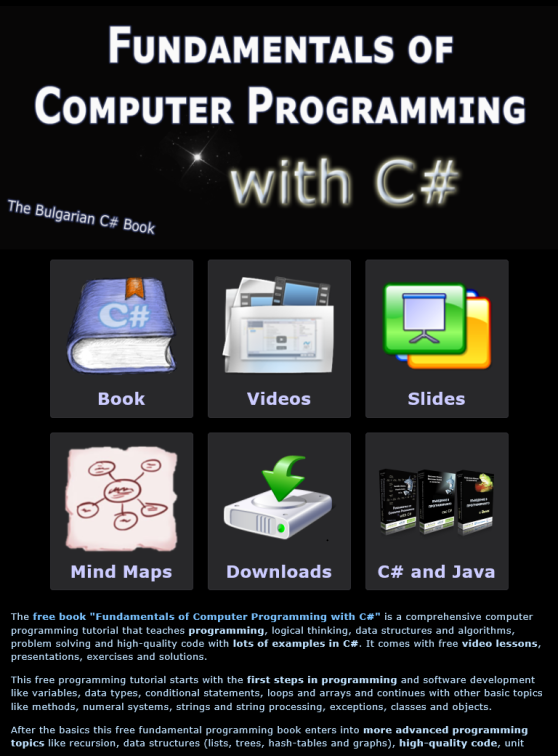 FUNDAMENTALS OF
COMPUTER PROGRAMMING
with C#
The Bulgarian C# Book
C#
Book
Videos
Slides
Mind Maps
Downloads
C# and Java
The free book "Fundamentals of Computer Programming with C#" is a comprehensive computer
programming tutorial that teaches programming, logical thinking, data structures and algorithms,
problem solving and high-quality code with lots of examples in C#. It comes with free video lessons,
presentations, exercises and solutions.
This free programming tutorial starts with the first steps in programming and software development
like variables, data types, conditional statements, loops and arrays and continues with other basic topics
like methods, numeral systems, strings and string processing, exceptions, classes and objects.
After the basics this free fundamental programming book enters into more advanced programming
topics like recursion, data structures (lists, trees, hash-tables and graphs), high-quality code, unit